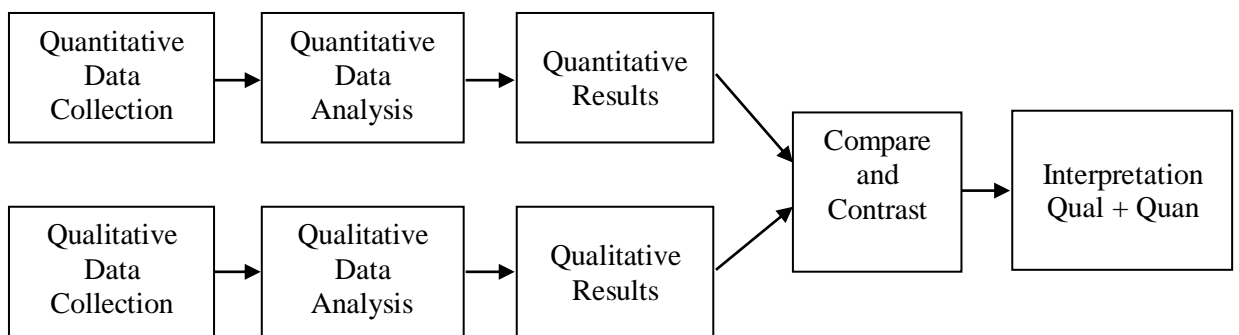 Quantitative
Data
Collection
Quantitative
Data
Analysis
Quantitative
Results
Qualitative
Data
Collection
Qualitative
Data
Analysis
Qualitative
Results
Compare
and
Contrast
Interpretation
Qual + Quan